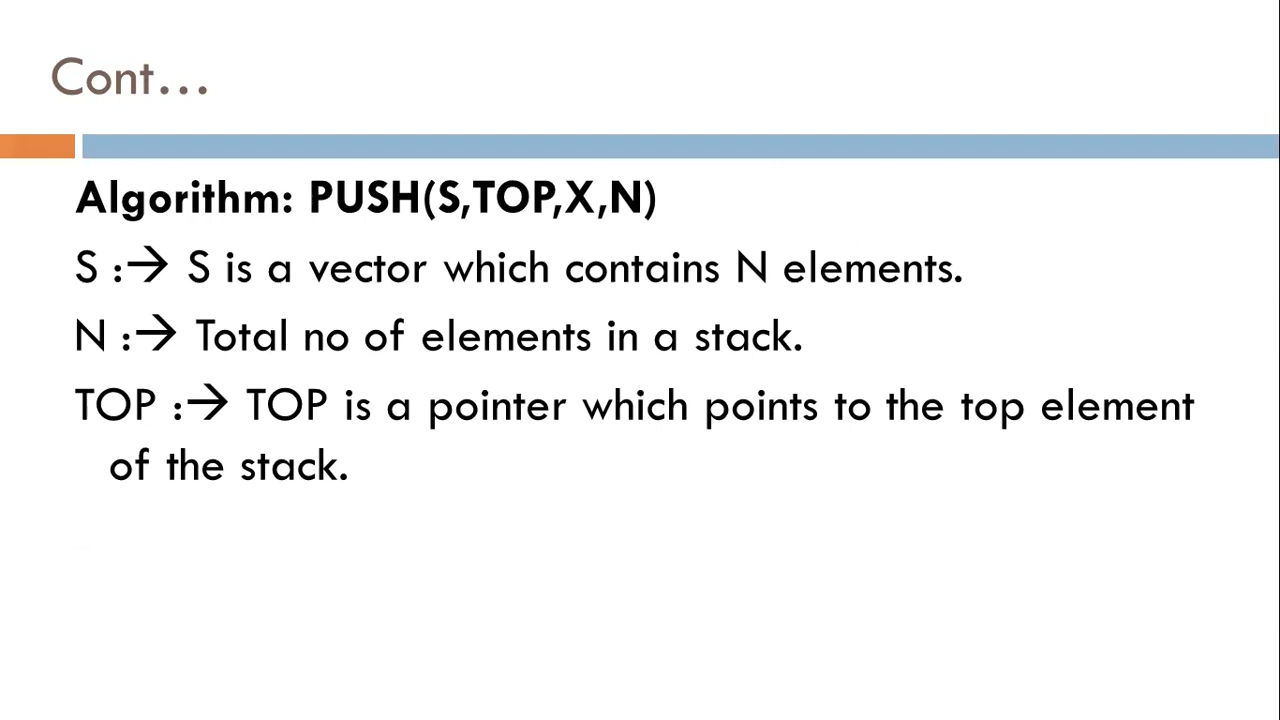 Cont...
Algorithm: PUSH(S,TOP,X,N)
S :→ S is a vector which contains N elements.
N :→ Total no of elements in a stack.
TOP :→ TOP is a pointer which points to the top element
of the stack.